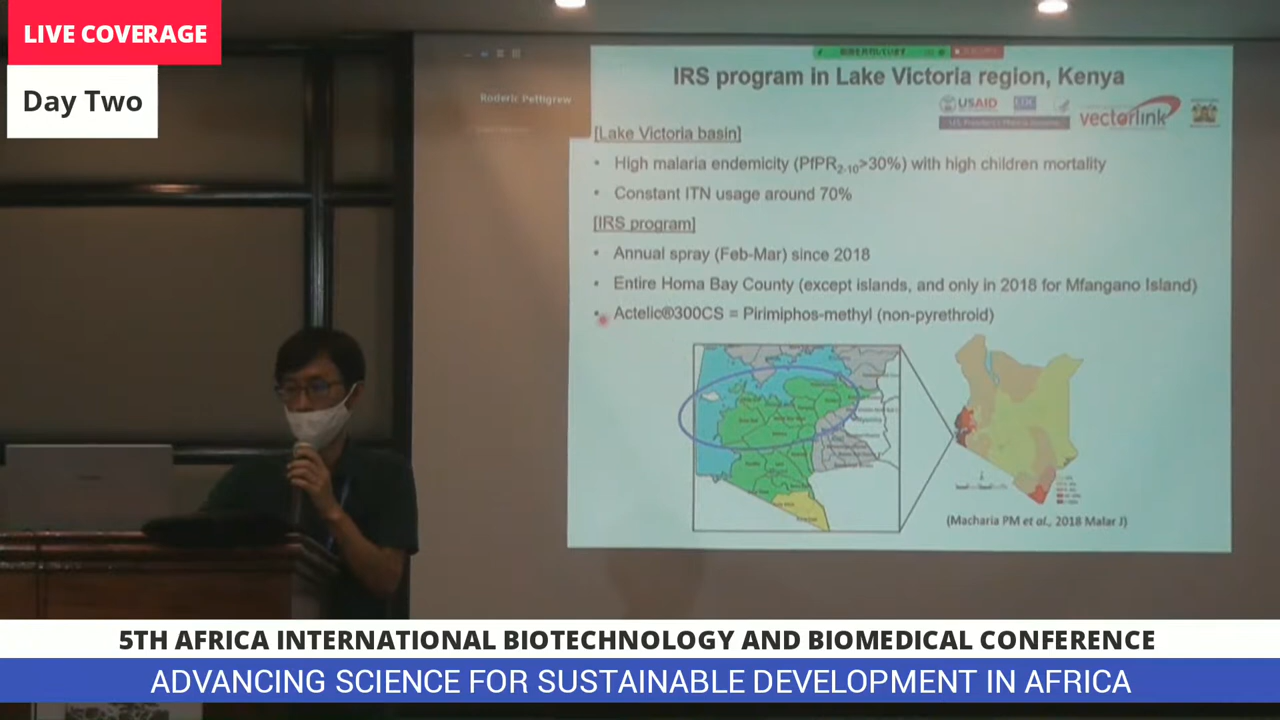 LIVE COVERAGE
Day Two
Roderic Pettigrew
IRS program in Lake Victoria region, Kenya
USAID
CDC
vectorlink
[Lake Victoria basin]
• High malaria endemicity (PfPR2-10>30%) with high children mortality
• Constant ITN usage around 70%
[IRS program]
• Annual spray (Feb-Mar) since 2018
• Entire Homa Bay County (except islands, and only in 2018 for Mfangano Island)
• Actelic®300CS = Pirimiphos-methyl (non-pyrethroid)
(Macharia PM et al., 2018 Malar J)
5TH AFRICA INTERNATIONAL BIOTECHNOLOGY AND BIOMEDICAL CONFERENCE
ADVANCING SCIENCE FOR SUSTAINABLE DEVELOPMENT IN AFRICA